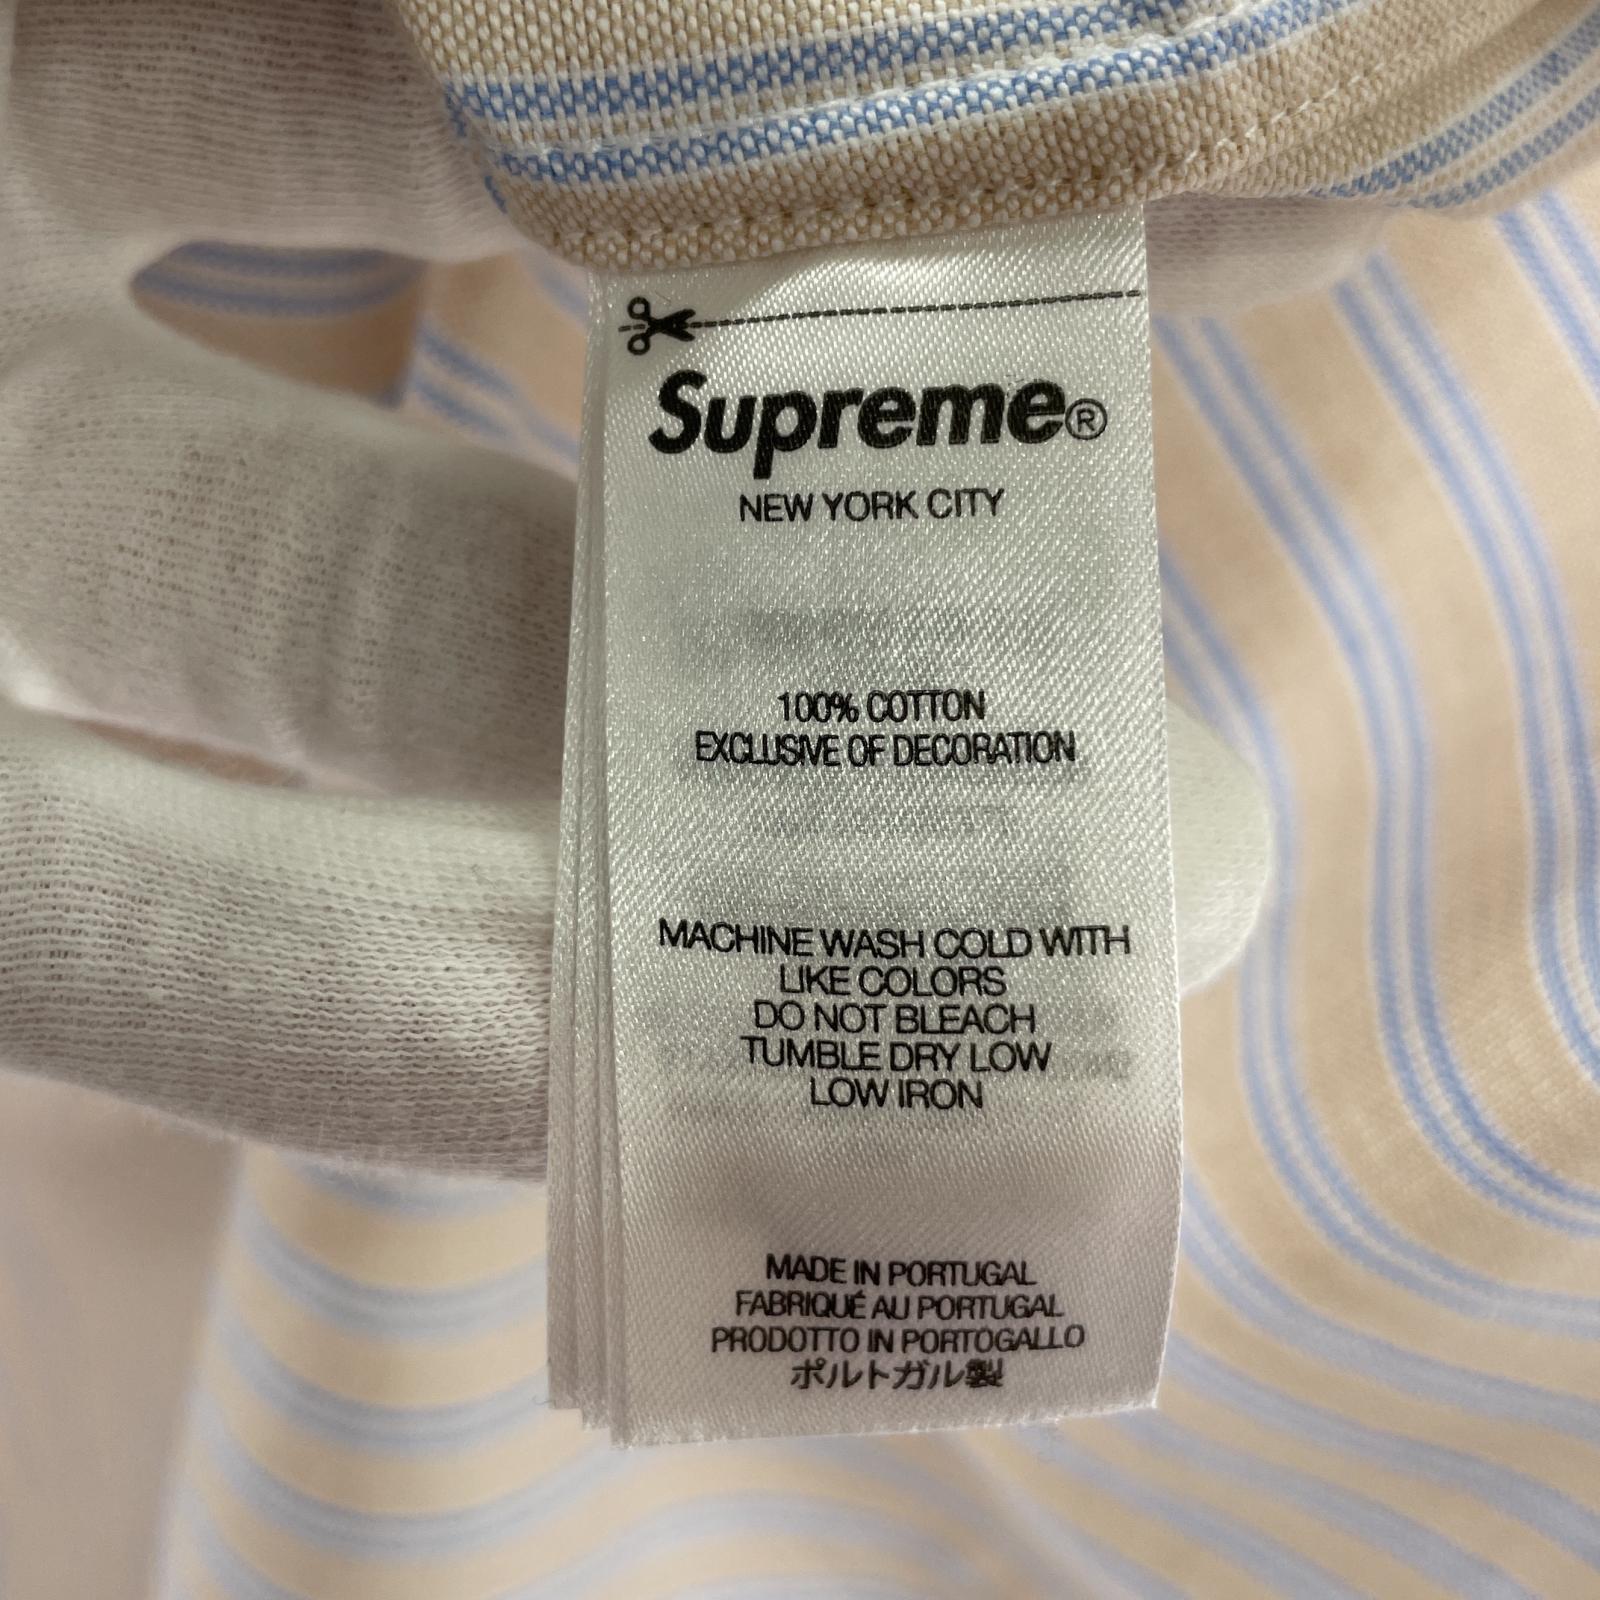 Supreme®
NEW YORK CITY
100% COTTON
EXCLUSIVE OF DECORATION
MACHINE WASH COLD WITH
LIKE COLORS
DO NOT BLEACH
TUMBLE DRY LOW
LOW IRON
MADE IN PORTUGAL
FABRIQUÉ AU PORTUGAL
PRODOTTO IN PORTOGALLO
ポルトガル製